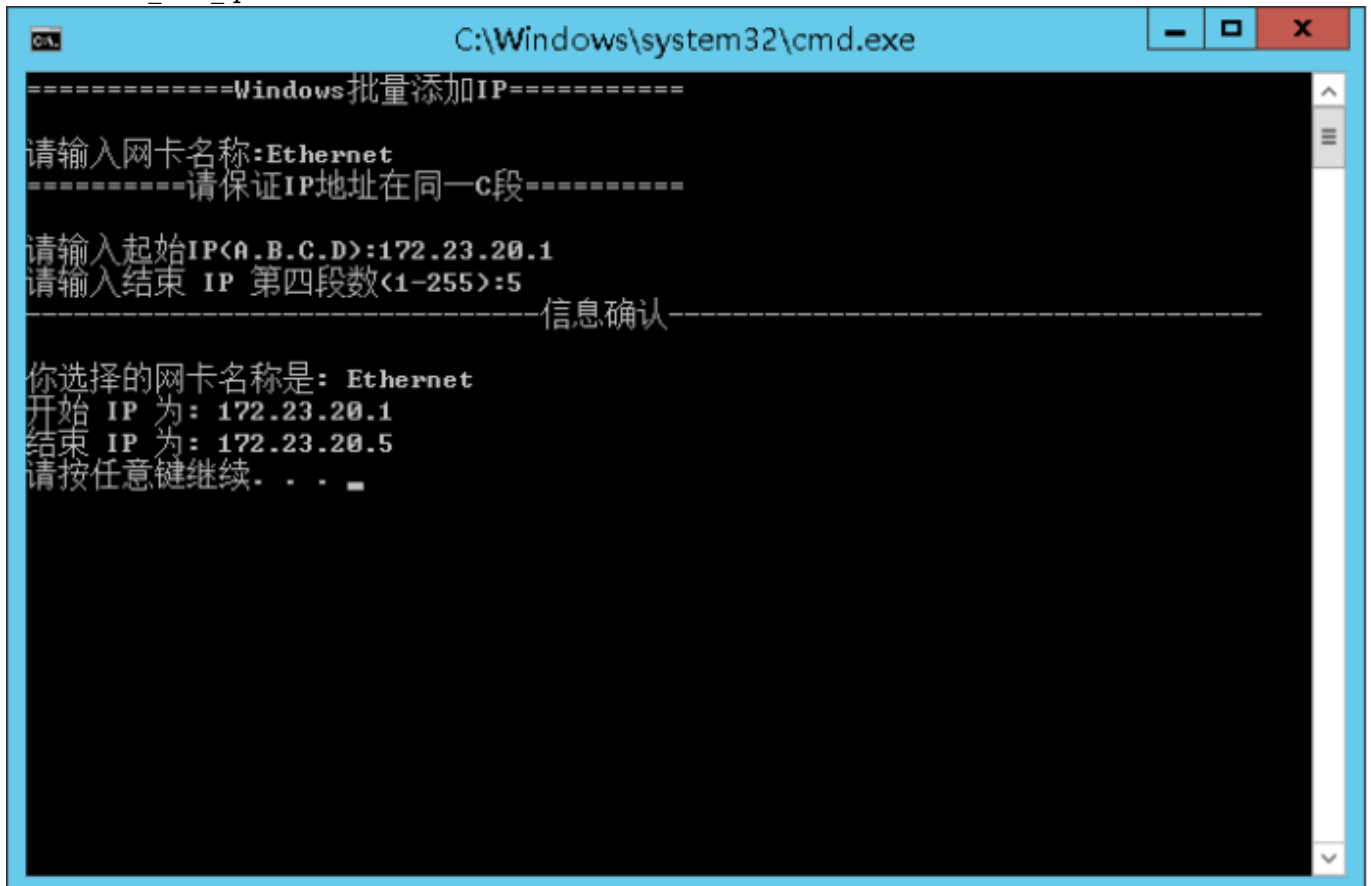 C:\Windows\system32\cmd.exe
=============Windows批量添加IP===========
请输入网卡名称:Ethernet
==========请保证IP地址在同一C段==========
请输入起始IP(A.B.C.D):172.23.20.1
请输入结束 IP 第四段数(1-255):5
--------------------------------信息确认-------------------------------------
你选择的网卡名称是: Ethernet
开始 IP 为: 172.23.20.1
结束 IP 为: 172.23.20.5
请按任意键继续. . .